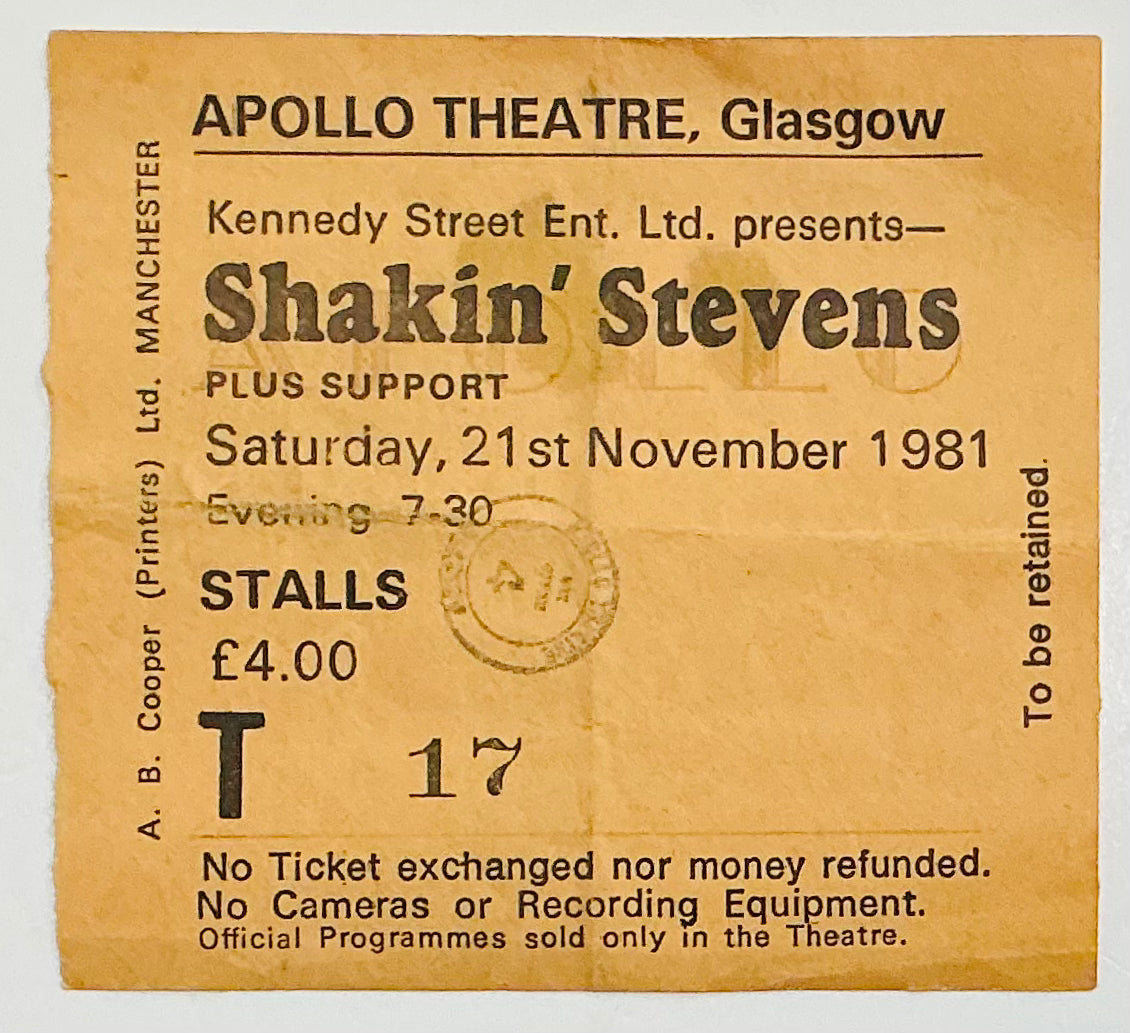 APOLLO THEATRE, Glasgow
Kennedy Street Ent. Ltd. presents—
Shakin' Stevens
PLUS SUPPORT
Saturday, 21st November 1981
Evening 7-30
STALLS
£4.00
T 17
No Ticket exchanged nor money refunded.
No Cameras or Recording Equipment.
Official Programmes sold only in the Theatre.
A. B. Cooper (Printers) Ltd. MANCHESTER
To be retained.
APOLLO